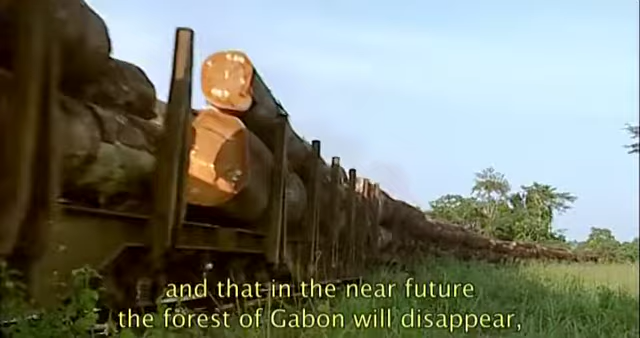 and that in the near future
the forest of Gabon will disappear,